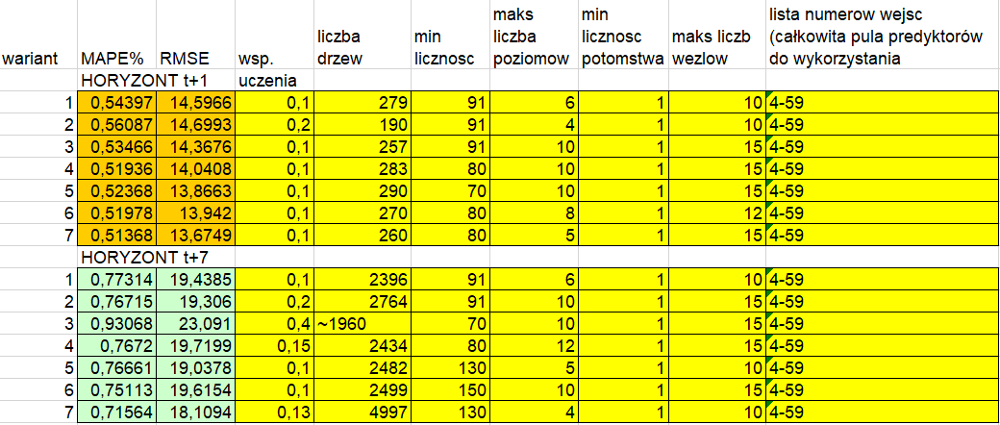 wariant MAPE% RMSE wsp. uczenia liczba drzew min licznosc maks liczba poziomow min licznosc potomstwa maks liczb wezlow lista numerow wejsc (całkowita pula predyktorów do wykorzystania
HORYZONT t+1
1 0,54397 14,5966 0,1 279 91 6 1 10 4-59
2 0,56087 14,6993 0,2 190 91 4 1 10 4-59
3 0,53466 14,3676 0,1 257 91 10 1 15 4-59
4 0,51936 14,0408 0,1 283 80 10 1 15 4-59
5 0,52368 13,8663 0,1 290 70 10 1 15 4-59
6 0,51978 13,942 0,1 270 80 8 1 12 4-59
7 0,51368 13,6749 0,1 260 80 5 1 15 4-59
HORYZONT t+7
1 0,77314 19,4385 0,1 2396 91 6 1 10 4-59
2 0,76715 19,306 0,2 2764 91 10 1 15 4-59
3 0,93068 23,091 0,4 ~1960 70 10 1 15 4-59
4 0,7672 19,7199 0,15 2434 80 12 1 15 4-59
5 0,76661 19,0378 0,1 2482 130 5 1 10 4-59
6 0,75113 19,6154 0,1 2499 150 10 1 15 4-59
7 0,71564 18,1094 0,13 4997 130 4 1 10 4-59